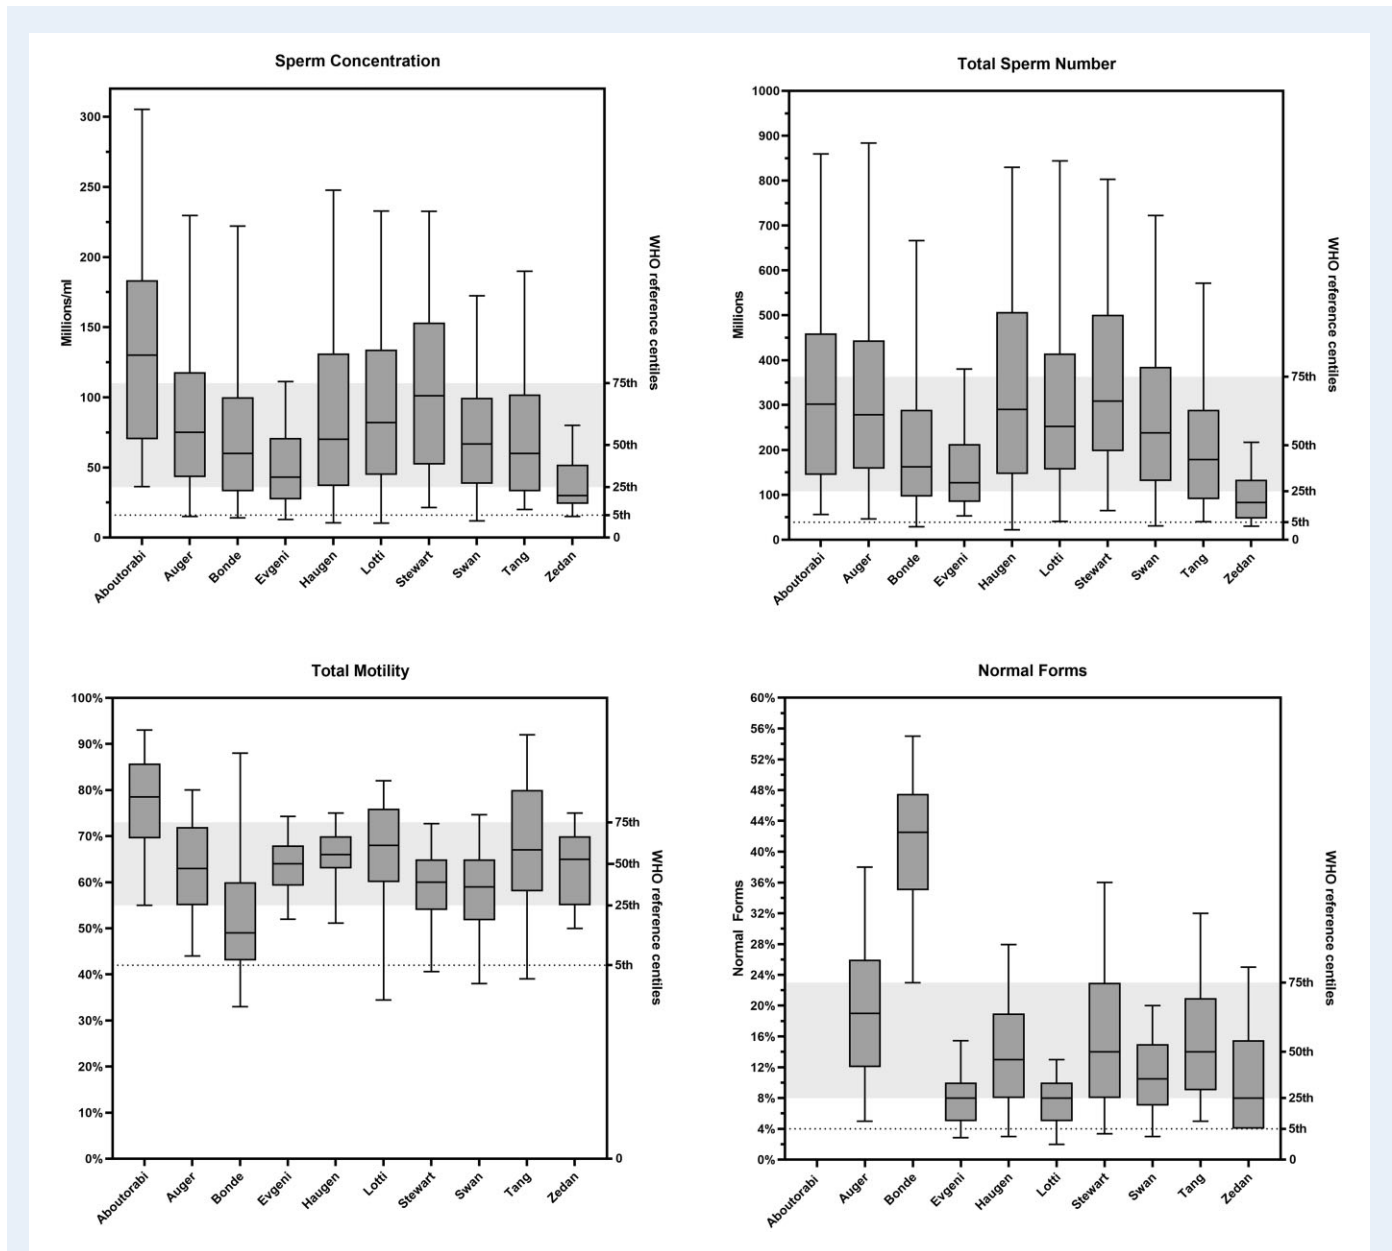 Sperm Concentration
300
250
200
150
100
50
0
Millions/ml
75th
50th
25th
5th
0
WHO reference centiles
Aboutorabi
Auger
Bonde
Evgeni
Haugen
Lotti
Stewart
Swan
Tang
Zedan
Total Sperm Number
1000
900
800
700
600
500
400
300
200
100
0
Millions
75th
50th
25th
5th
0
WHO reference centiles
Aboutorabi
Auger
Bonde
Evgeni
Haugen
Lotti
Stewart
Swan
Tang
Zedan
Total Motility
100%
90%
80%
70%
60%
50%
40%
30%
20%
10%
0%
75th
50th
25th
5th
0
WHO reference centiles
Aboutorabi
Auger
Bonde
Evgeni
Haugen
Lotti
Stewart
Swan
Tang
Zedan
Normal Forms
60%
56%
52%
48%
44%
40%
36%
32%
28%
24%
20%
16%
12%
8%
4%
0%
Normal Forms
75th
50th
25th
5th
0
WHO reference centiles
Aboutorabi
Auger
Bonde
Evgeni
Haugen
Lotti
Stewart
Swan
Tang
Zedan